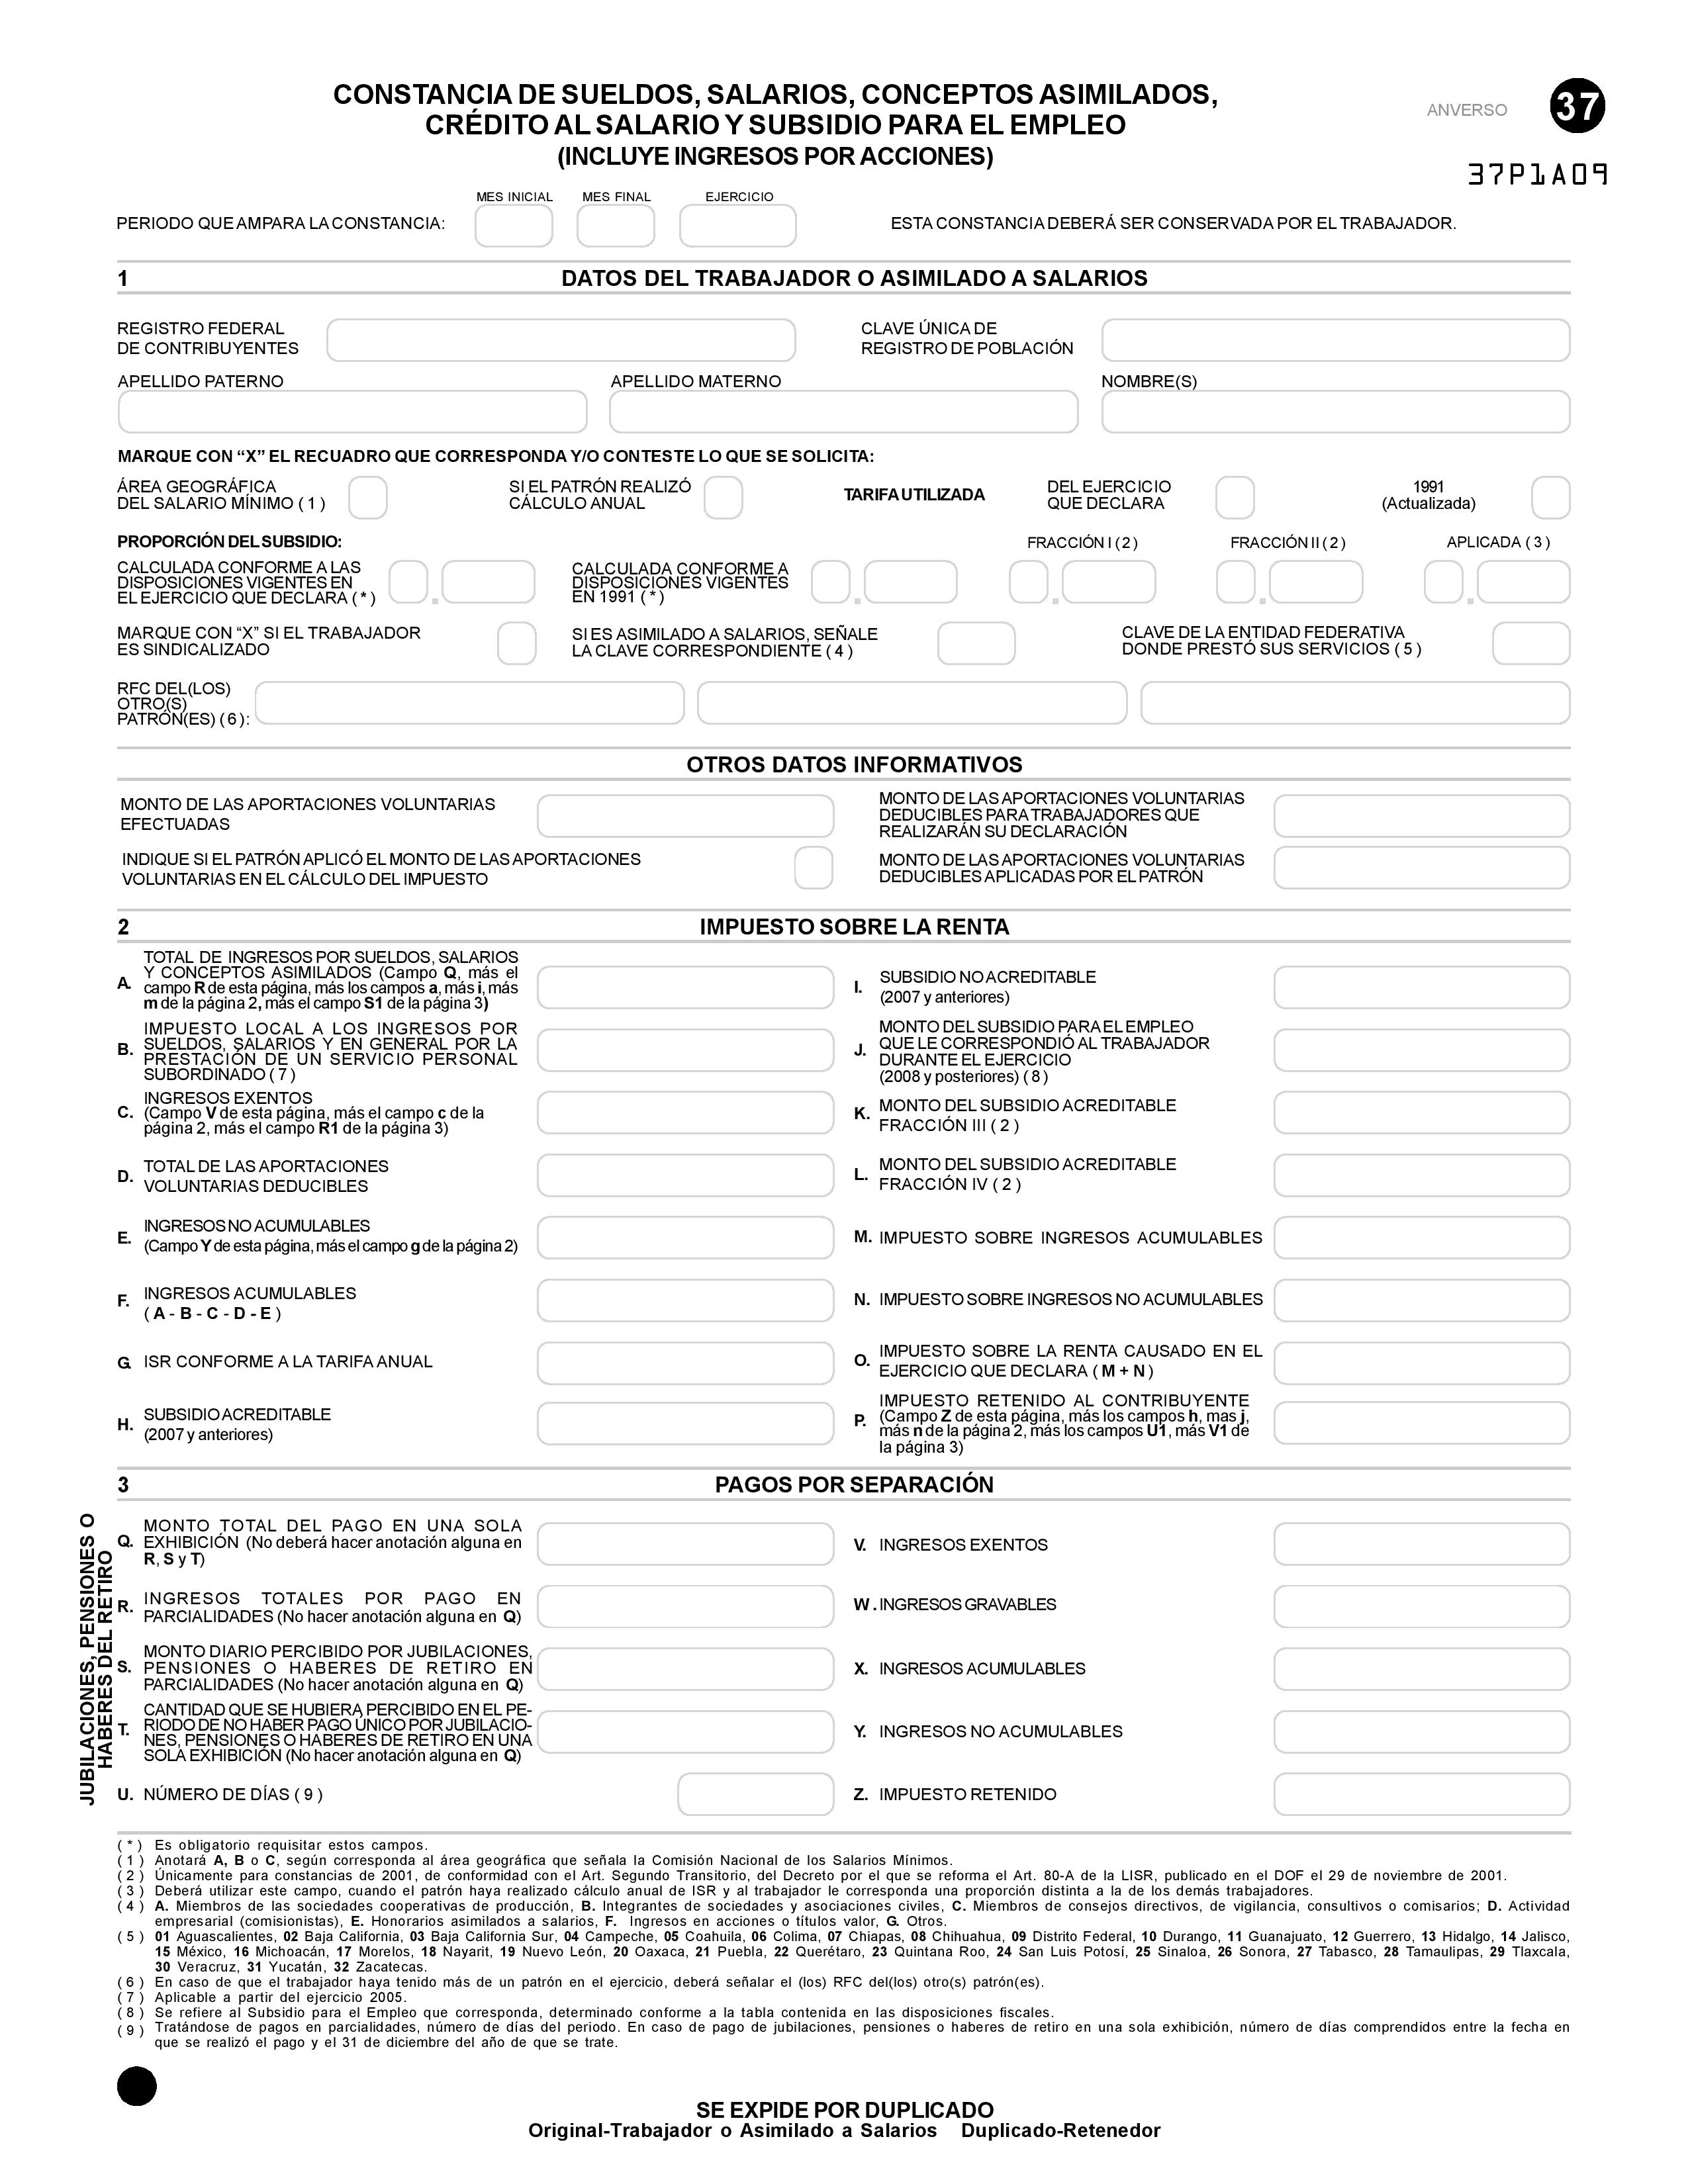 CONSTANCIA DE SUELDOS, SALARIOS, CONCEPTOS ASIMILADOS,
CRÉDITO AL SALARIO Y SUBSIDIO PARA EL EMPLEO
(INCLUYE INGRESOS POR ACCIONES)
ANVERSO 37
37P1A09
MES INICIAL MES FINAL EJERCICIO
PERIODO QUE AMPARA LA CONSTANCIA: ESTA CONSTANCIA DEBERÁ SER CONSERVADA POR EL TRABAJADOR.
1 DATOS DEL TRABAJADOR O ASIMILADO A SALARIOS
REGISTRO FEDERAL
DE CONTRIBUYENTES
CLAVE ÚNICA DE
REGISTRO DE POBLACIÓN
APELLIDO PATERNO APELLIDO MATERNO NOMBRE(S)
MARQUE CON “X” EL RECUADRO QUE CORRESPONDA Y/O CONTESTE LO QUE SE SOLICITA:
ÁREA GEOGRÁFICA
DEL SALARIO MÍNIMO ( 1 )
SI EL PATRÓN REALIZÓ
CÁLCULO ANUAL
TARIFA UTILIZADA
DEL EJERCICIO
QUE DECLARA
1991
(Actualizada)
PROPORCIÓN DEL SUBSIDIO: FRACCIÓN I ( 2 ) FRACCIÓN II ( 2 ) APLICADA ( 3 )
CALCULADA CONFORME A LAS
DISPOSICIONES VIGENTES EN
EL EJERCICIO QUE DECLARA ( * )
CALCULADA CONFORME A
DISPOSICIONES VIGENTES
EN 1991 ( * )
MARQUE CON “X” SI EL TRABAJADOR
ES SINDICALIZADO
SI ES ASIMILADO A SALARIOS, SEÑALE
LA CLAVE CORRESPONDIENTE ( 4 )
CLAVE DE LA ENTIDAD FEDERATIVA
DONDE PRESTÓ SUS SERVICIOS ( 5 )
RFC DEL(LOS)
OTRO(S)
PATRÓN(ES) ( 6 ):
OTROS DATOS INFORMATIVOS
MONTO DE LAS APORTACIONES VOLUNTARIAS
EFECTUADAS
MONTO DE LAS APORTACIONES VOLUNTARIAS
DEDUCIBLES PARA TRABAJADORES QUE
REALIZARÁN SU DECLARACIÓN
INDIQUE SI EL PATRÓN APLICÓ EL MONTO DE LAS APORTACIONES
VOLUNTARIAS EN EL CÁLCULO DEL IMPUESTO
MONTO DE LAS APORTACIONES VOLUNTARIAS
DEDUCIBLES APLICADAS POR EL PATRÓN
2 IMPUESTO SOBRE LA RENTA
A. TOTAL DE INGRESOS POR SUELDOS, SALARIOS
Y CONCEPTOS ASIMILADOS (Campo Q, más el
campo R de esta página, más los campos a, más i, más
m de la página 2, más el campo S1 de la página 3)
B. IMPUESTO LOCAL A LOS INGRESOS POR
SUELDOS, SALARIOS Y EN GENERAL POR LA
PRESTACIÓN DE UN SERVICIO PERSONAL
SUBORDINADO ( 7 )
C. INGRESOS EXENTOS
(Campo V de esta página, más el campo c de la
página 2, más el campo R1 de la página 3)
D. TOTAL DE LAS APORTACIONES
VOLUNTARIAS DEDUCIBLES
E. INGRESOS NO ACUMULABLES
(Campo Y de esta página, más el campo g de la página 2)
F. INGRESOS ACUMULABLES
( A - B - C - D - E )
G. ISR CONFORME A LA TARIFA ANUAL
H. SUBSIDIO ACREDITABLE
(2007 y anteriores)
I. SUBSIDIO NO ACREDITABLE
(2007 y anteriores)
J. MONTO DEL SUBSIDIO PARA EL EMPLEO
QUE LE CORRESPONDIÓ AL TRABAJADOR
DURANTE EL EJERCICIO
(2008 y posteriores) ( 8 )
K. MONTO DEL SUBSIDIO ACREDITABLE
FRACCIÓN III ( 2 )
L. MONTO DEL SUBSIDIO ACREDITABLE
FRACCIÓN IV ( 2 )
M. IMPUESTO SOBRE INGRESOS ACUMULABLES
N. IMPUESTO SOBRE INGRESOS NO ACUMULABLES
O. IMPUESTO SOBRE LA RENTA CAUSADO EN EL
EJERCICIO QUE DECLARA ( M + N )
P. IMPUESTO RETENIDO AL CONTRIBUYENTE
(Campo Z de esta página, más los campos h, mas j,
más n de la página 2, más los campos U1, más V1 de
la página 3)
3 PAGOS POR SEPARACIÓN
JUBILACIONES, PENSIONES O
HABERES DEL RETIRO
Q. MONTO TOTAL DEL PAGO EN UNA SOLA
EXHIBICIÓN (No deberá hacer anotación alguna en
R, S y T)
R. INGRESOS TOTALES POR PAGO EN
PARCIALIDADES (No hacer anotación alguna en Q)
S. MONTO DIARIO PERCIBIDO POR JUBILACIONES,
PENSIONES O HABERES DE RETIRO EN
PARCIALIDADES (No hacer anotación alguna en Q)
T. CANTIDAD QUE SE HUBIERA PERCIBIDO EN EL PE-
RIODO DE NO HABER PAGO ÚNICO POR JUBILACIO-
NES, PENSIONES O HABERES DE RETIRO EN UNA
SOLA EXHIBICIÓN (No hacer anotación alguna en Q)
U. NÚMERO DE DÍAS ( 9 )
V. INGRESOS EXENTOS
W. INGRESOS GRAVABLES
X. INGRESOS ACUMULABLES
Y. INGRESOS NO ACUMULABLES
Z. IMPUESTO RETENIDO
( * ) Es obligatorio requisitar estos campos.
( 1 ) Anotará A, B o C, según corresponda al área geográfica que señala la Comisión Nacional de los Salarios Mínimos.
( 2 ) Únicamente para constancias de 2001, de conformidad con el Art. Segundo Transitorio, del Decreto por el que se reforma el Art. 80-A de la LISR, publicado en el DOF el 29 de noviembre de 2001.
( 3 ) Deberá utilizar este campo, cuando el patrón haya realizado cálculo anual de ISR y al trabajador le corresponda una proporción distinta a la de los demás trabajadores.
( 4 ) A. Miembros de las sociedades cooperativas de producción, B. Integrantes de sociedades y asociaciones civiles, C. Miembros de consejos directivos, de vigilancia, consultivos o comisarios; D. Actividad
empresarial (comisionistas), E. Honorarios asimilados a salarios, F. Ingresos en acciones o títulos valor, G. Otros.
( 5 ) 01 Aguascalientes, 02 Baja California, 03 Baja California Sur, 04 Campeche, 05 Coahuila, 06 Colima, 07 Chiapas, 08 Chihuahua, 09 Distrito Federal, 10 Durango, 11 Guanajuato, 12 Guerrero, 13 Hidalgo, 14 Jalisco,
15 México, 16 Michoacán, 17 Morelos, 18 Nayarit, 19 Nuevo León, 20 Oaxaca, 21 Puebla, 22 Querétaro, 23 Quintana Roo, 24 San Luis Potosí, 25 Sinaloa, 26 Sonora, 27 Tabasco, 28 Tamaulipas, 29 Tlaxcala,
30 Veracruz, 31 Yucatán, 32 Zacatecas.
( 6 ) En caso de que el trabajador haya tenido más de un patrón en el ejercicio, deberá señalar el (los) RFC del(los) otro(s) patrón(es).
( 7 ) Aplicable a partir del ejercicio 2005.
( 8 ) Se refiere al Subsidio para el Empleo que corresponda, determinado conforme a la tabla contenida en las disposiciones fiscales.
( 9 ) Tratándose de pagos en parcialidades, número de días del periodo. En caso de pago de jubilaciones, pensiones o haberes de retiro en una sola exhibición, número de días comprendidos entre la fecha en
que se realizó el pago y el 31 de diciembre del año de que se trate.
SE EXPIDE POR DUPLICADO
Original-Trabajador o Asimilado a Salarios Duplicado-Retenedor